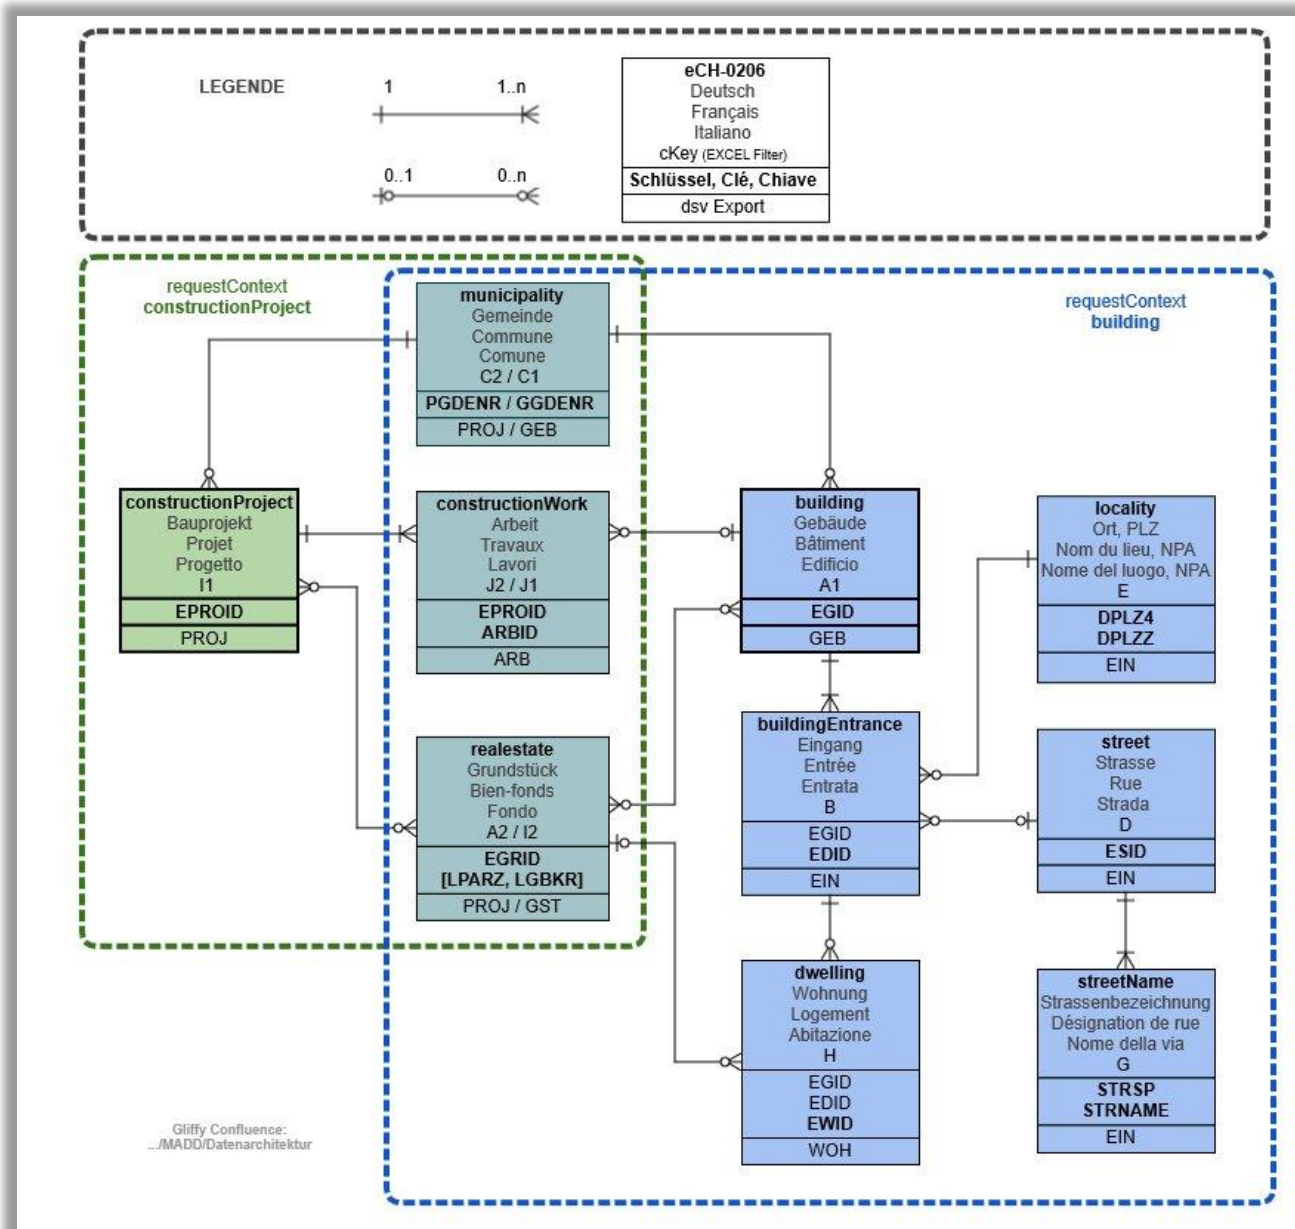 LEGENDE
1
1..n
0..1
0..n
eCH-0206
Deutsch
Français
Italiano
cKey (EXCEL Filter)
Schlüssel, Clé, Chiave
dsv Export
requestContext
constructionProject
requestContext
building
municipality
Gemeinde
Commune
Comune
C2 / C1
PGDENR / GGDENR
PROJ / GEB
constructionProject
Bauprojekt
Projet
Progetto
I1
EPROID
PROJ
constructionWork
Arbeit
Travaux
Lavori
J2 / J1
EPROID
ARBID
ARB
building
Gebäude
Bâtiment
Edificio
A1
EGID
GEB
locality
Ort, PLZ
Nom du lieu, NPA
Nome del luogo, NPA
E
DPLZ4
DPLZZ
EIN
realestate
Grundstück
Bien-fonds
Fondo
A2 / I2
EGRID
[LPARZ, LGBKR]
PROJ / GST
buildingEntrance
Eingang
Entrée
Entrata
B
EGID
EDID
EIN
street
Strasse
Rue
Strada
D
ESID
EIN
dwelling
Wohnung
Logement
Abitazione
H
EGID
EDID
EWID
WOH
streetName
Strassenbezeichnung
Désignation de rue
Nome della via
G
STRSP
STRNAME
EIN
Gliffy Confluence:
.../MADD/Datenarchitektur